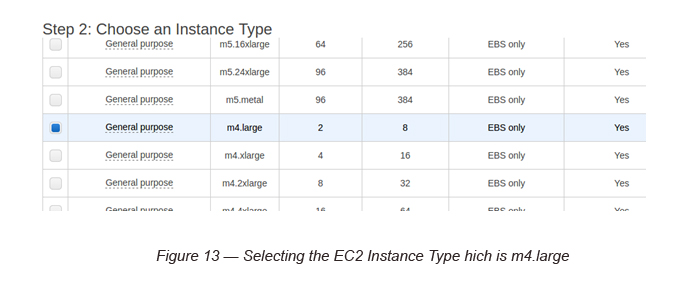 Step 2: Choose an Instance Type
General purpose m5.16xlarge 64 256 EBS only Yes
General purpose m5.24xlarge 96 384 EBS only Yes
General purpose m5.metal 96 384 EBS only Yes
General purpose m4.large 2 8 EBS only Yes
General purpose m4.xlarge 4 16 EBS only Yes
General purpose m4.2xlarge 8 32 EBS only Yes
General purpose m4.4xlarge 16 64 EBS only Yes
Figure 13 — Selecting the EC2 Instance Type hich is m4.large